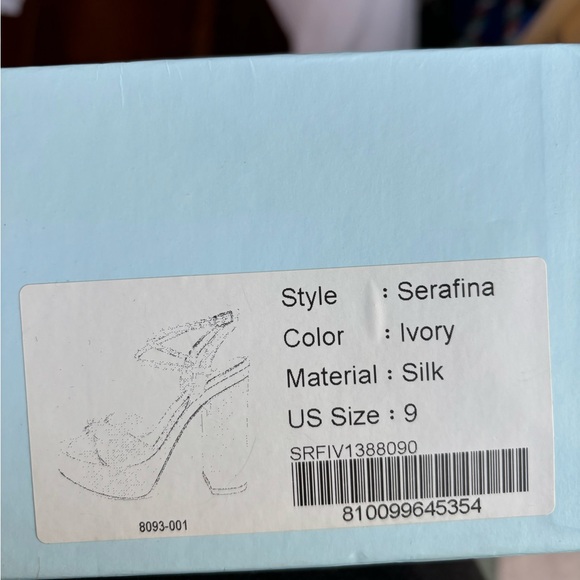 Style : Serafina
Color : Ivory
Material : Silk
US Size : 9
SRFIV1388090
810099645354
8093-001